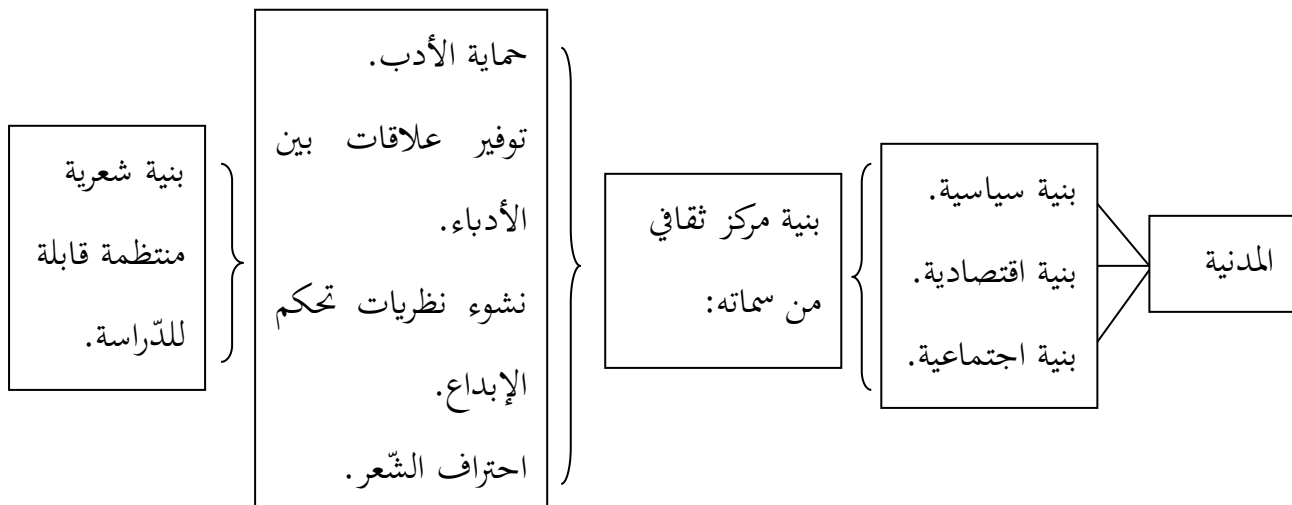 المدنية
بنية سياسية.
بنية اقتصادية.
بنية اجتماعية.
بنية مركز ثقافي
من سماته:
حماية الأدب.
توفير علاقات بين
الأدباء.
نشوء نظريات تحكم
الإبداع.
احتراف الشّعر.
بنية شعرية
منتظمة قابلة
للدّراسة.